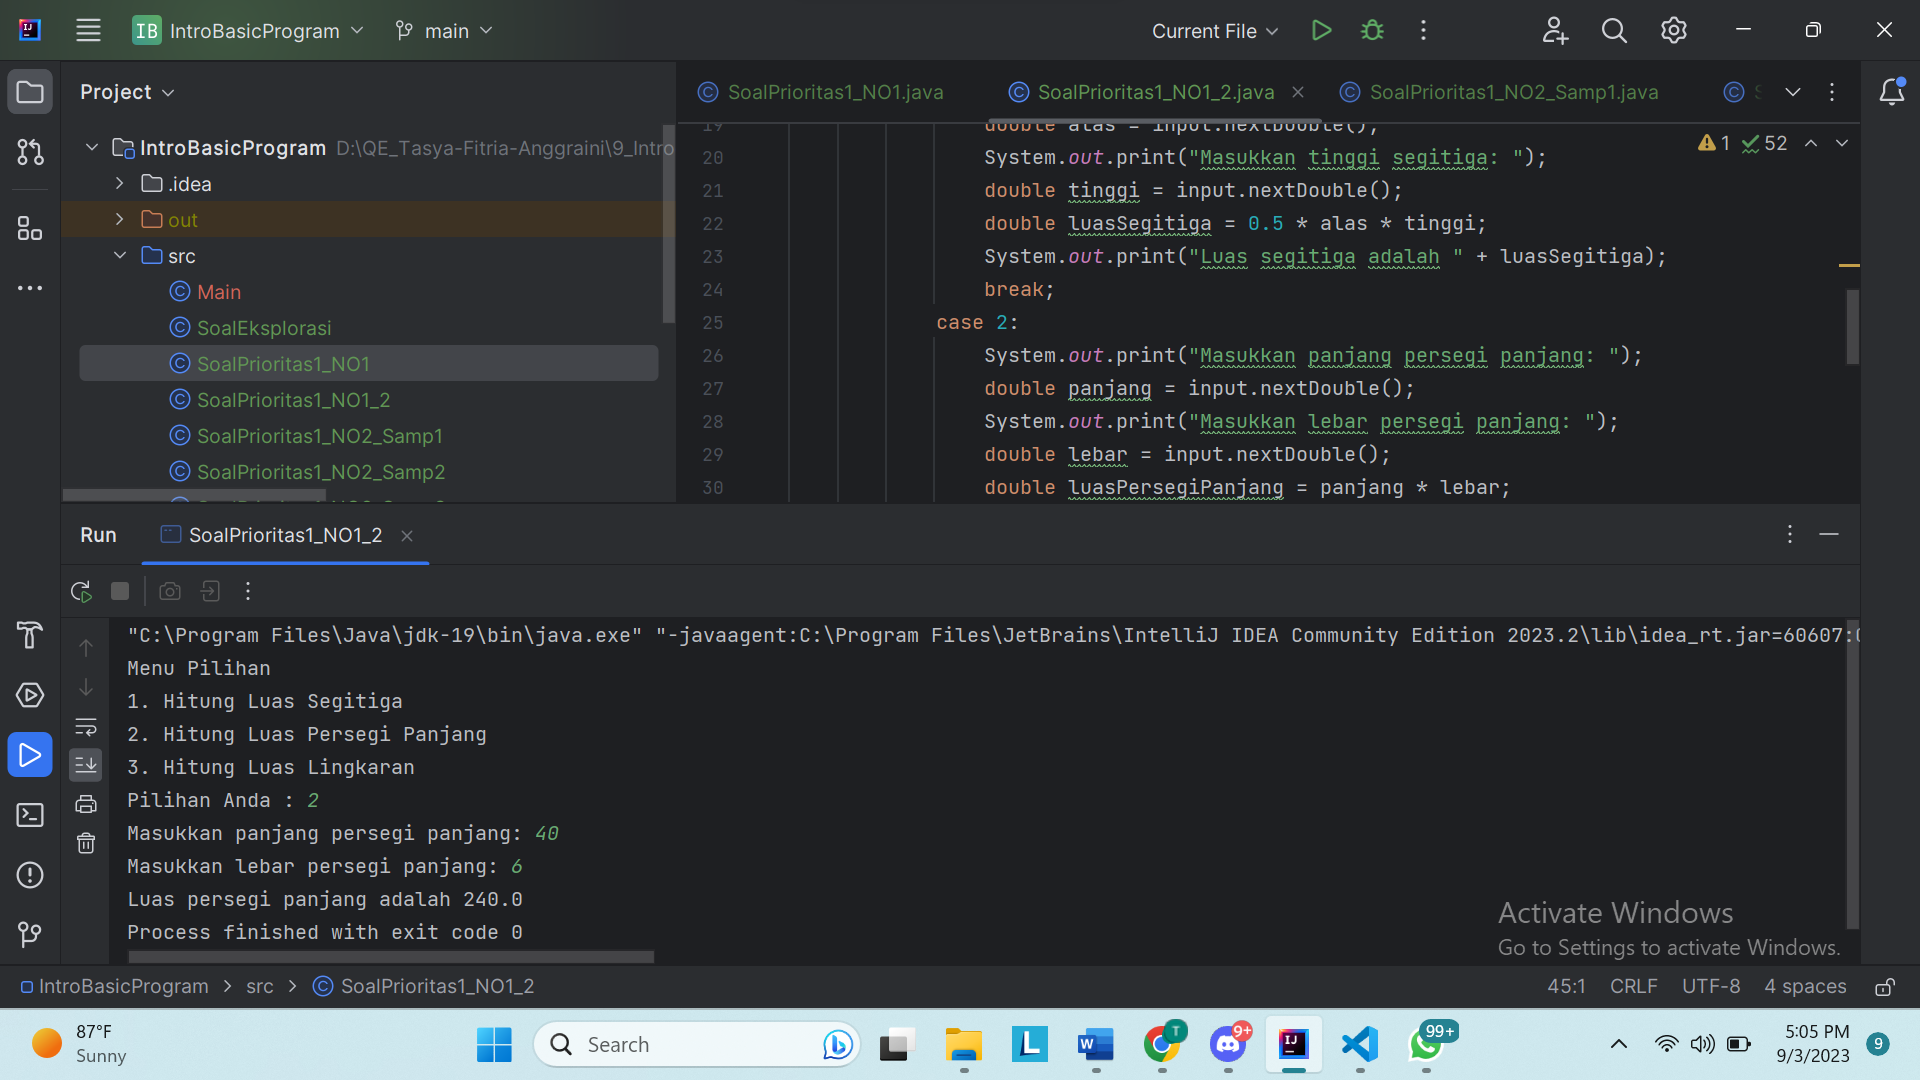 IB IntroBasicProgram main Current File
Project
SoalPrioritas1_NO1.java SoalPrioritas1_NO1_2.java SoalPrioritas1_NO2_Samp1.java
IntroBasicProgram D:\QE_Tasya-Fitria-Anggraini\9_Intro
.idea
out
src
Main
SoalEksplorasi
SoalPrioritas1_NO1
SoalPrioritas1_NO1_2
SoalPrioritas1_NO2_Samp1
SoalPrioritas1_NO2_Samp2
1 52
19 double alas = input.nextDouble();
20 System.out.print("Masukkan tinggi segitiga: ");
21 double tinggi = input.nextDouble();
22 double luasSegitiga = 0.5 * alas * tinggi;
23 System.out.print("Luas segitiga adalah " + luasSegitiga);
24 break;
25 case 2:
26 System.out.print("Masukkan panjang persegi panjang: ");
27 double panjang = input.nextDouble();
28 System.out.print("Masukkan lebar persegi panjang: ");
29 double lebar = input.nextDouble();
30 double luasPersegiPanjang = panjang * lebar;
Run SoalPrioritas1_NO1_2
"C:\Program Files\Java\jdk-19\bin\java.exe" "-javaagent:C:\Program Files\JetBrains\IntelliJ IDEA Community Edition 2023.2\lib\idea_rt.jar=60607:
Menu Pilihan
1. Hitung Luas Segitiga
2. Hitung Luas Persegi Panjang
3. Hitung Luas Lingkaran
Pilihan Anda : 2
Masukkan panjang persegi panjang: 40
Masukkan lebar persegi panjang: 6
Luas persegi panjang adalah 240.0
Process finished with exit code 0
Activate Windows
Go to Settings to activate Windows.
IntroBasicProgram > src > SoalPrioritas1_NO1_2 45:1 CRLF UTF-8 4 spaces
87°F
Sunny
Search
T
9+
99+
5:05 PM
9/3/2023
9